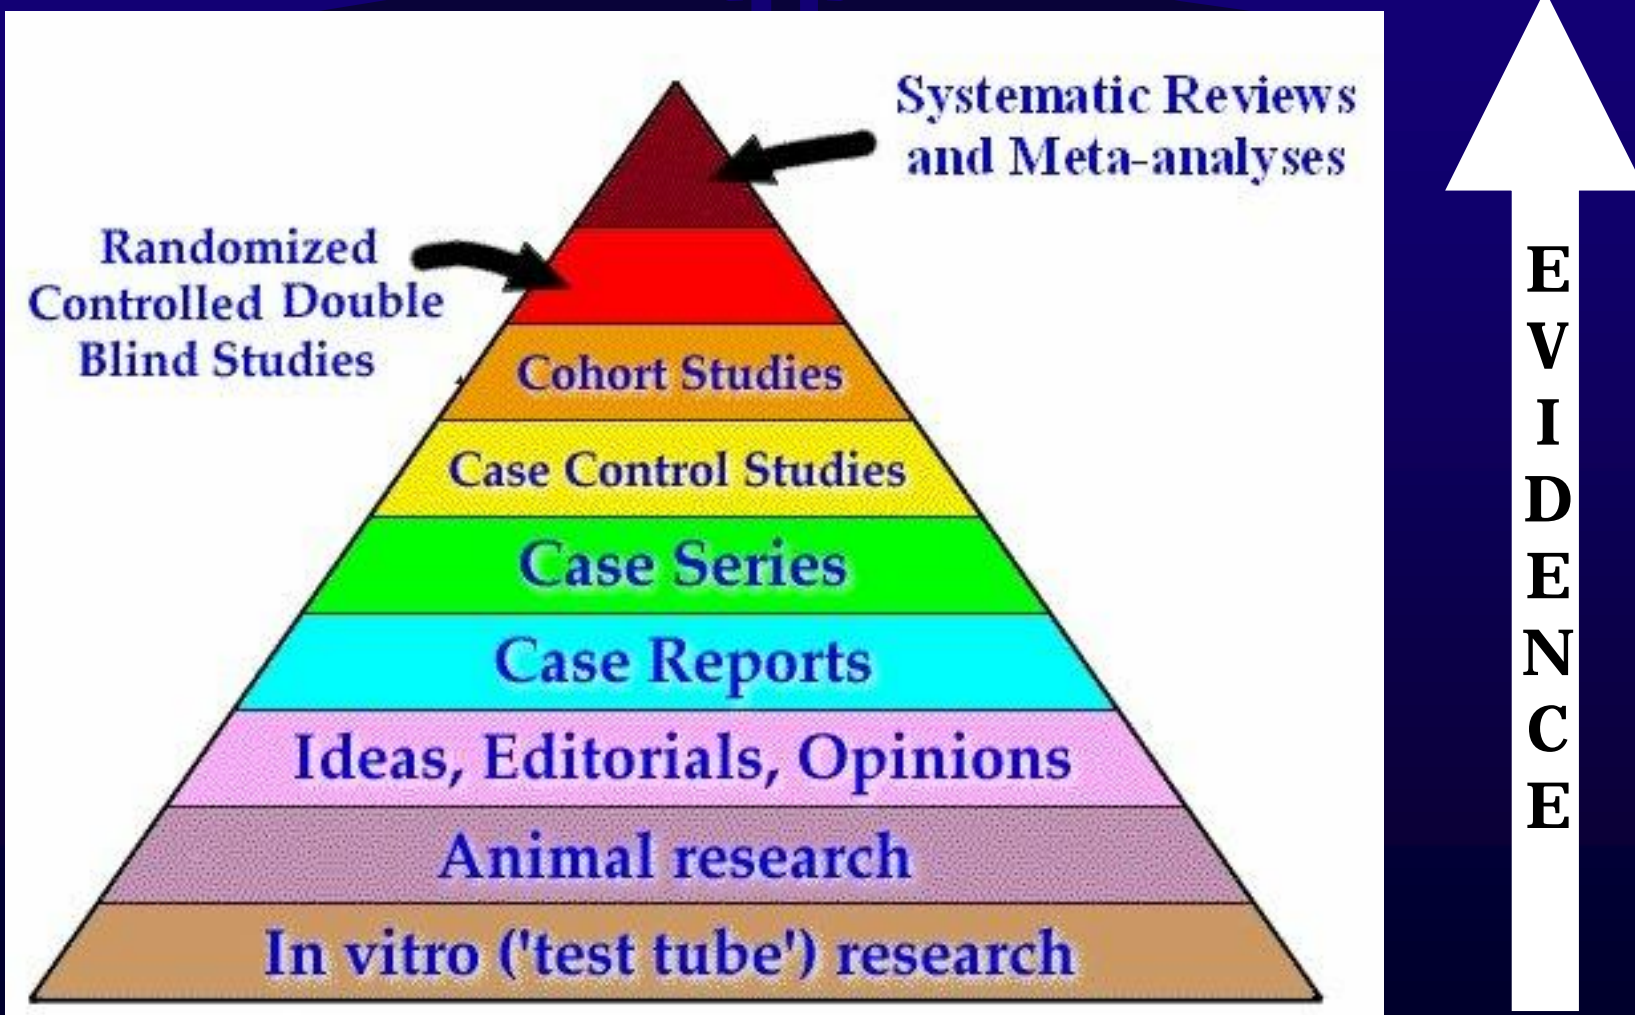 Systematic Reviews
and Meta-analyses
Randomized
Controlled Double
Blind Studies
Cohort Studies
Case Control Studies
Case Series
Case Reports
Ideas, Editorials, Opinions
Animal research
In vitro ('test tube') research
E
V
I
D
E
N
C
E